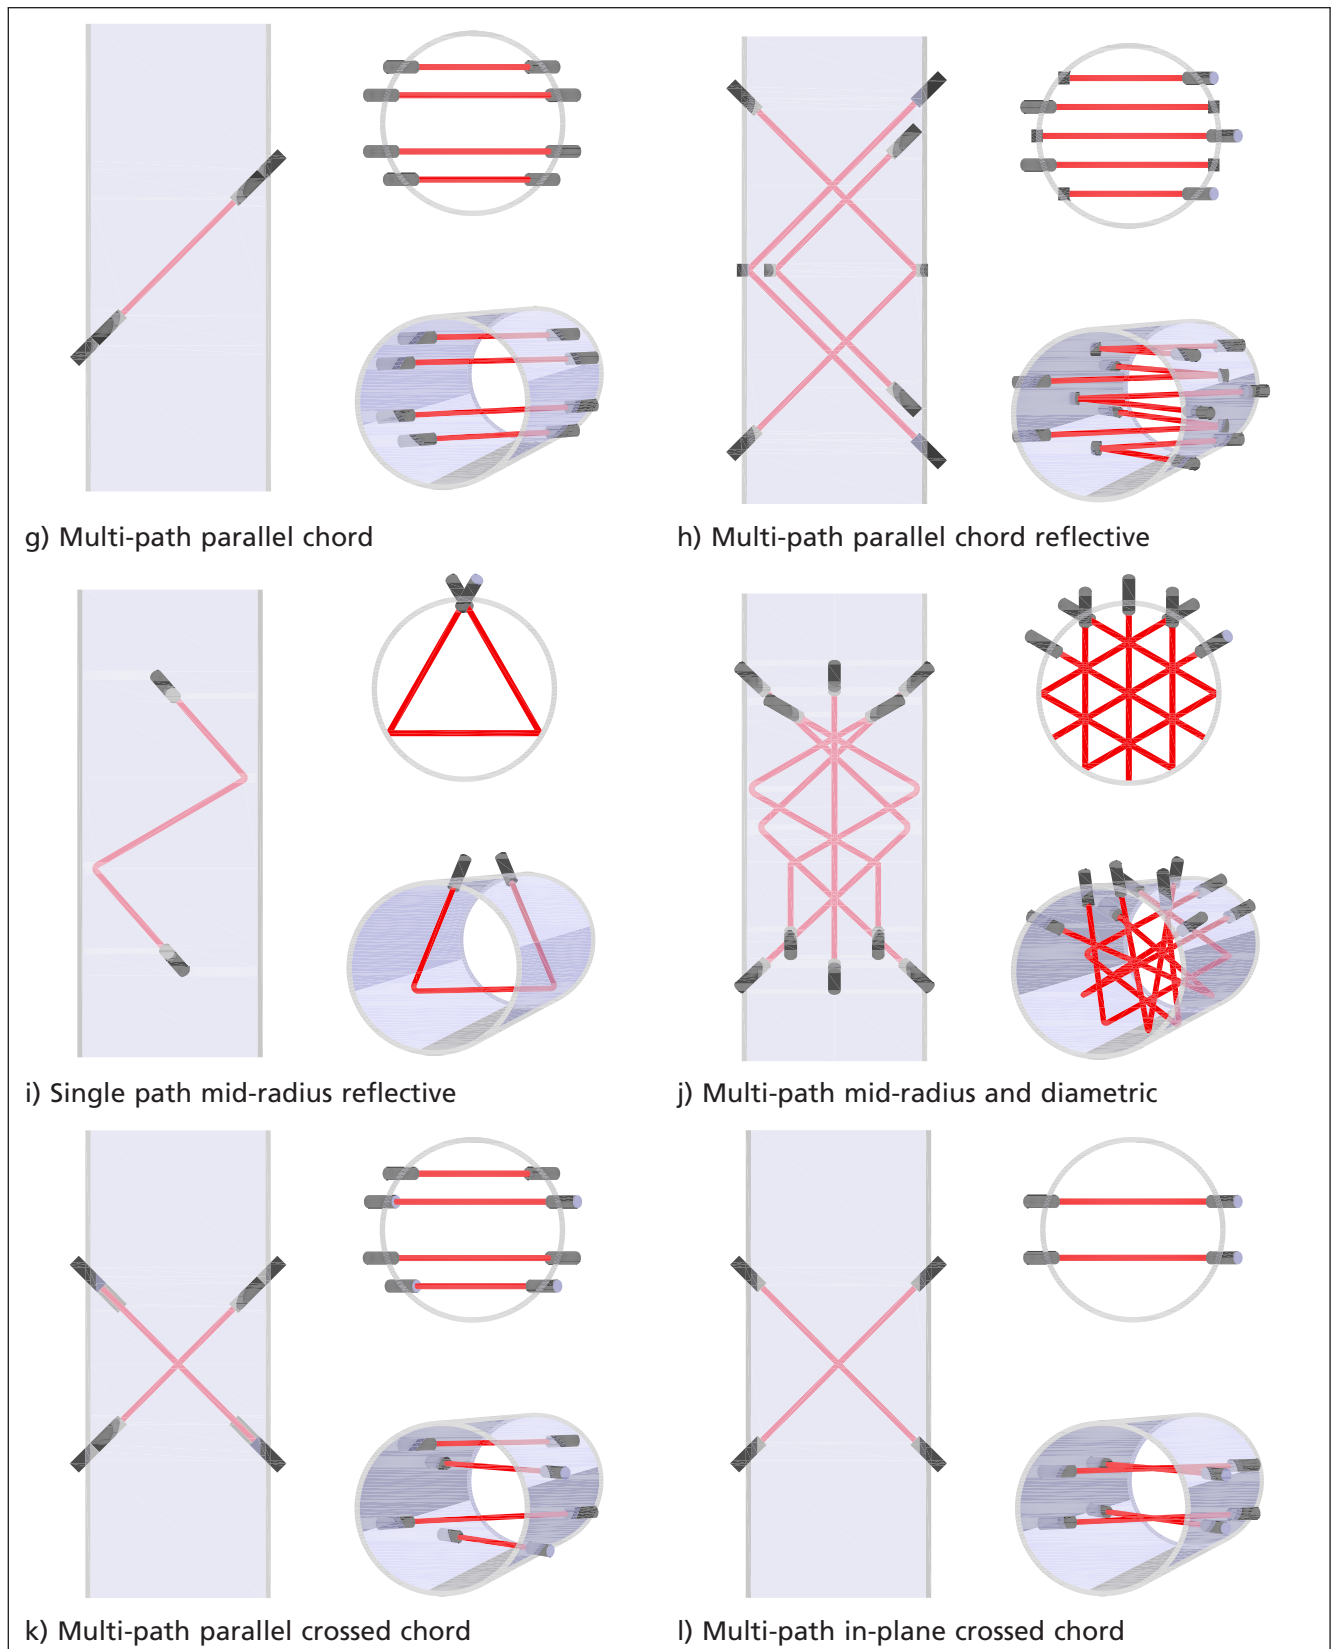 g) Multi-path parallel chord
h) Multi-path parallel chord reflective
i) Single path mid-radius reflective
j) Multi-path mid-radius and diametric
k) Multi-path parallel crossed chord
l) Multi-path in-plane crossed chord